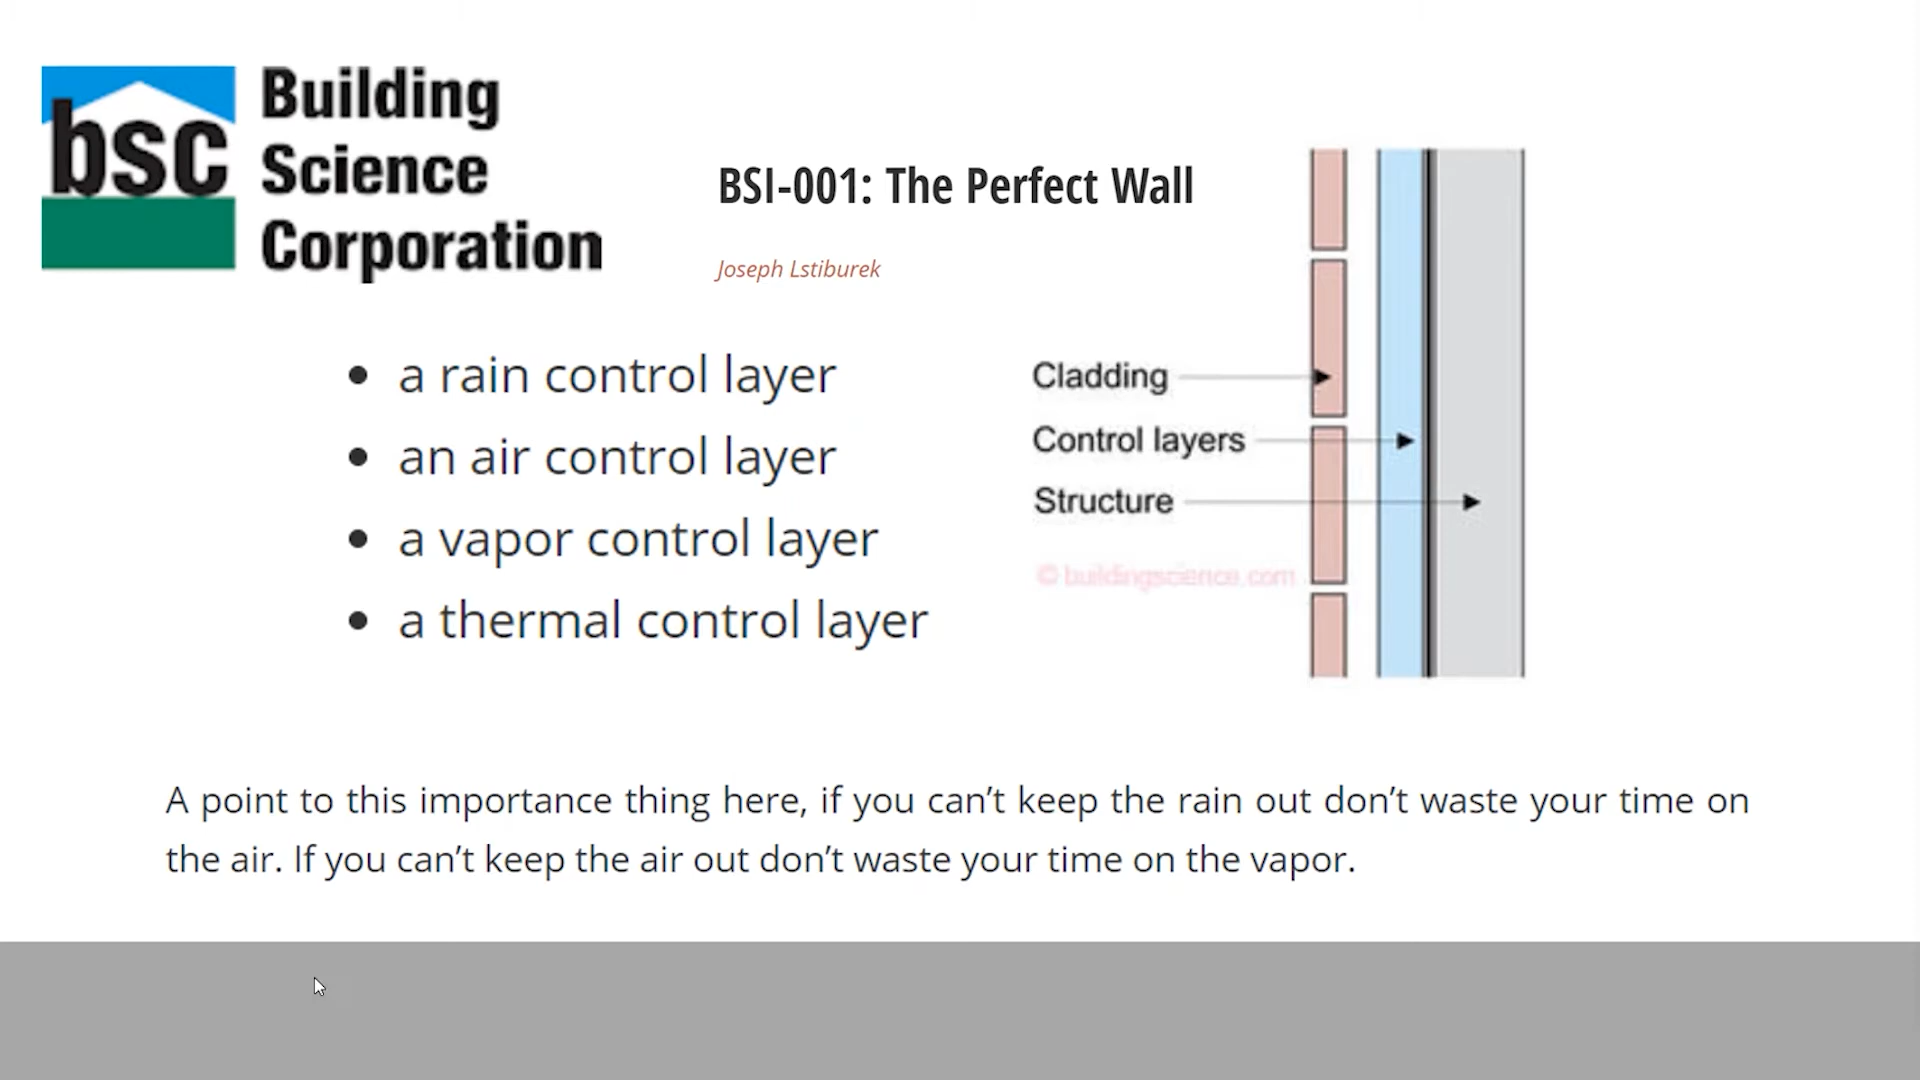 bsc
Building
Science
Corporation
BSI-001: The Perfect Wall
Joseph Lstiburek
• a rain control layer
• an air control layer
• a vapor control layer
• a thermal control layer
Cladding
Control layers
Structure
© buildingscience.com
A point to this importance thing here, if you can’t keep the rain out don’t waste your time on
the air. If you can’t keep the air out don’t waste your time on the vapor.